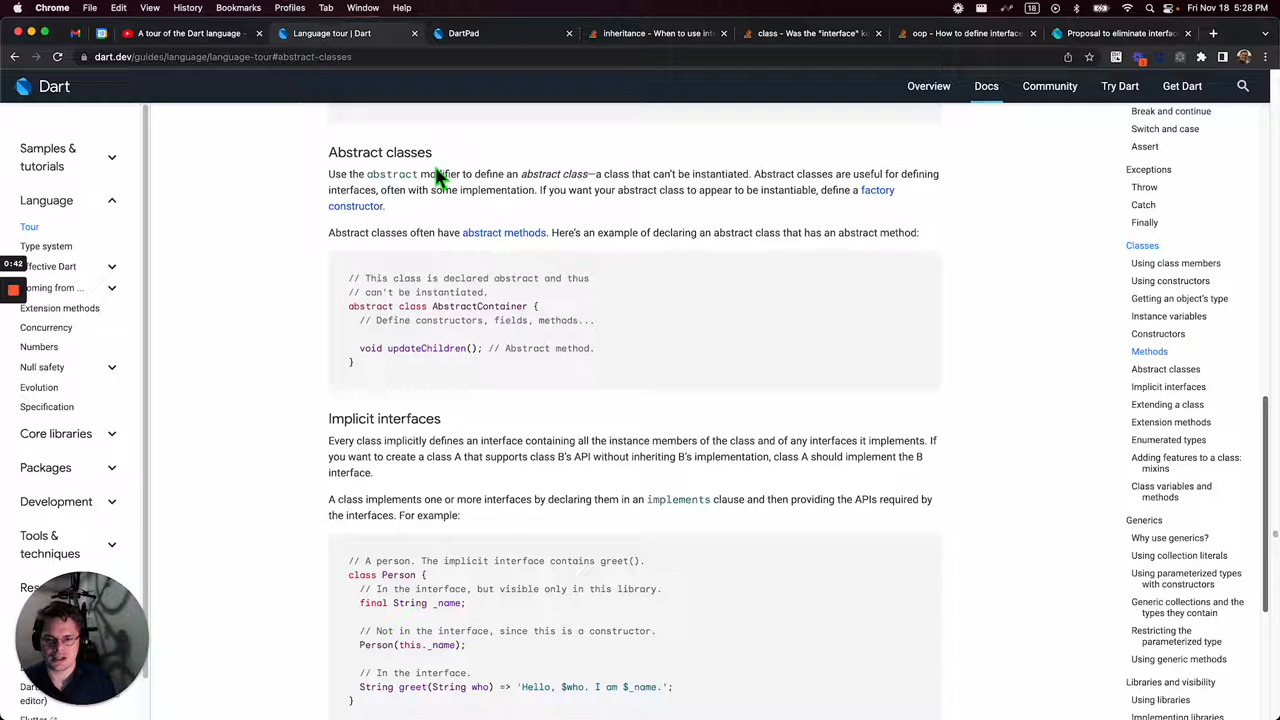 Chrome File Edit View History Bookmarks Profiles Tab Window Help
18
Fri Nov 18 5:28 PM
A tour of the Dart language -
Language tour | Dart
DartPad
inheritance - When to use inte
class - Was the "interface" ke
oop - How to define interface
Proposal to eliminate interfac
dart.dev/guides/language/language-tour#abstract-classes
Dart
Overview
Docs
Community
Try Dart
Get Dart
Samples &
tutorials
Language
Tour
Type system
ffective Dart
oming from ...
Extension methods
Concurrency
Numbers
Null safety
Evolution
Specification
Core libraries
Packages
Development
Tools &
techniques
Res
Dar
editor)
Flutter
0:42
Abstract classes
Use the abstract modifier to define an abstract class—a class that can't be instantiated. Abstract classes are useful for defining
interfaces, often with some implementation. If you want your abstract class to appear to be instantiable, define a factory
constructor.
Abstract classes often have abstract methods. Here's an example of declaring an abstract class that has an abstract method:
// This class is declared abstract and thus
// can't be instantiated.
abstract class AbstractContainer {
// Define constructors, fields, methods...
void updateChildren(); // Abstract method.
}
Implicit interfaces
Every class implicitly defines an interface containing all the instance members of the class and of any interfaces it implements. If
you want to create a class A that supports class B's API without inheriting B's implementation, class A should implement the B
interface.
A class implements one or more interfaces by declaring them in an implements clause and then providing the APIs required by
the interfaces. For example:
// A person. The implicit interface contains greet().
class Person {
// In the interface, but visible only in this library.
final String _name;
// Not in the interface, since this is a constructor.
Person(this._name);
// In the interface.
String greet(String who) => 'Hello, $who. I am $_name.';
}
Break and continue
Switch and case
Assert
Exceptions
Throw
Catch
Finally
Classes
Using class members
Using constructors
Getting an object's type
Instance variables
Constructors
Methods
Abstract classes
Implicit interfaces
Extending a class
Extension methods
Enumerated types
Adding features to a class:
mixins
Class variables and
methods
Generics
Why use generics?
Using collection literals
Using parameterized types
with constructors
Generic collections and the
types they contain
Restricting the
parameterized type
Using generic methods
Libraries and visibility
Using libraries
Implementing libraries